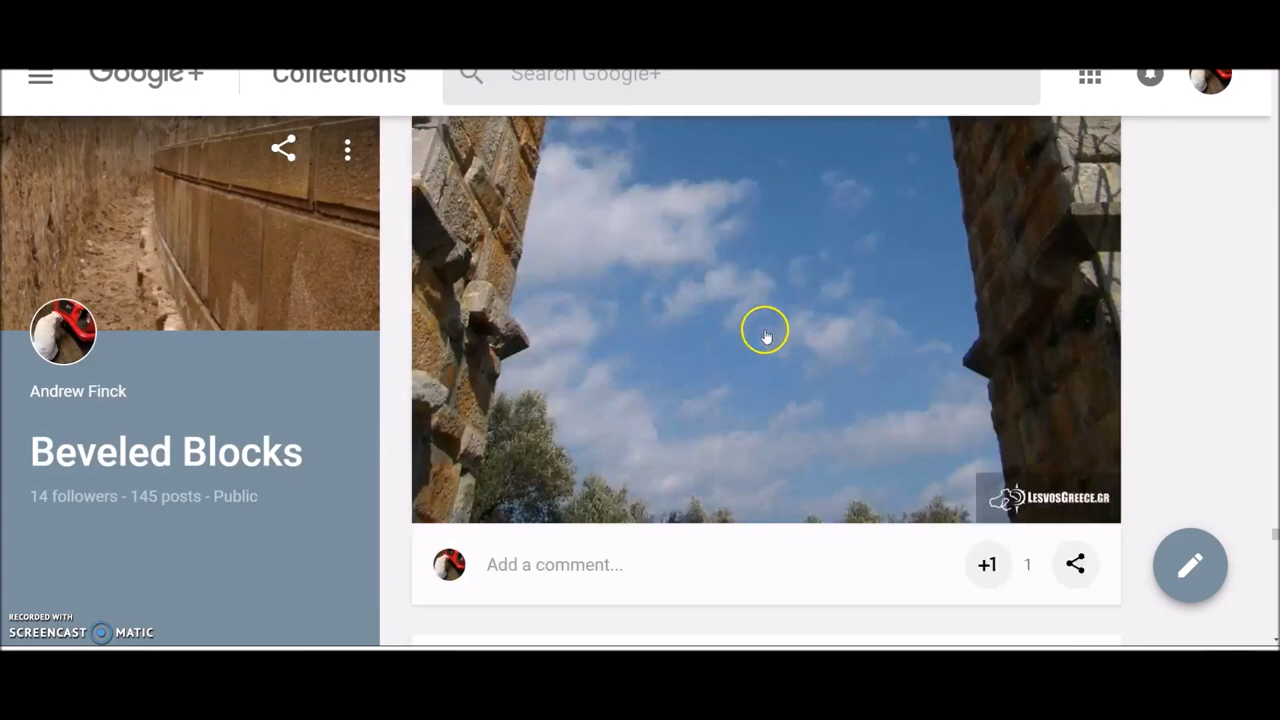 Google+
Collections
Search Google+
Andrew Finck
Beveled Blocks
14 followers - 145 posts - Public
LESVOSGREECE.GR
Add a comment...
+1
1
RECORDED WITH
SCREENCAST MATIC